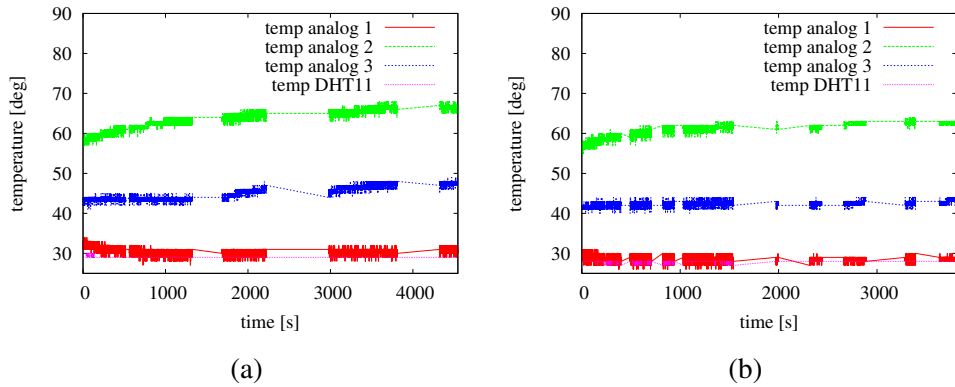 90
80
70
60
50
40
30
0 1000 2000 3000 4000
temperature [deg]
time [s]
temp analog 1
temp analog 2
temp analog 3
temp DHT11
(a)
90
80
70
60
50
40
30
0 1000 2000 3000
temperature [deg]
time [s]
temp analog 1
temp analog 2
temp analog 3
temp DHT11
(b)